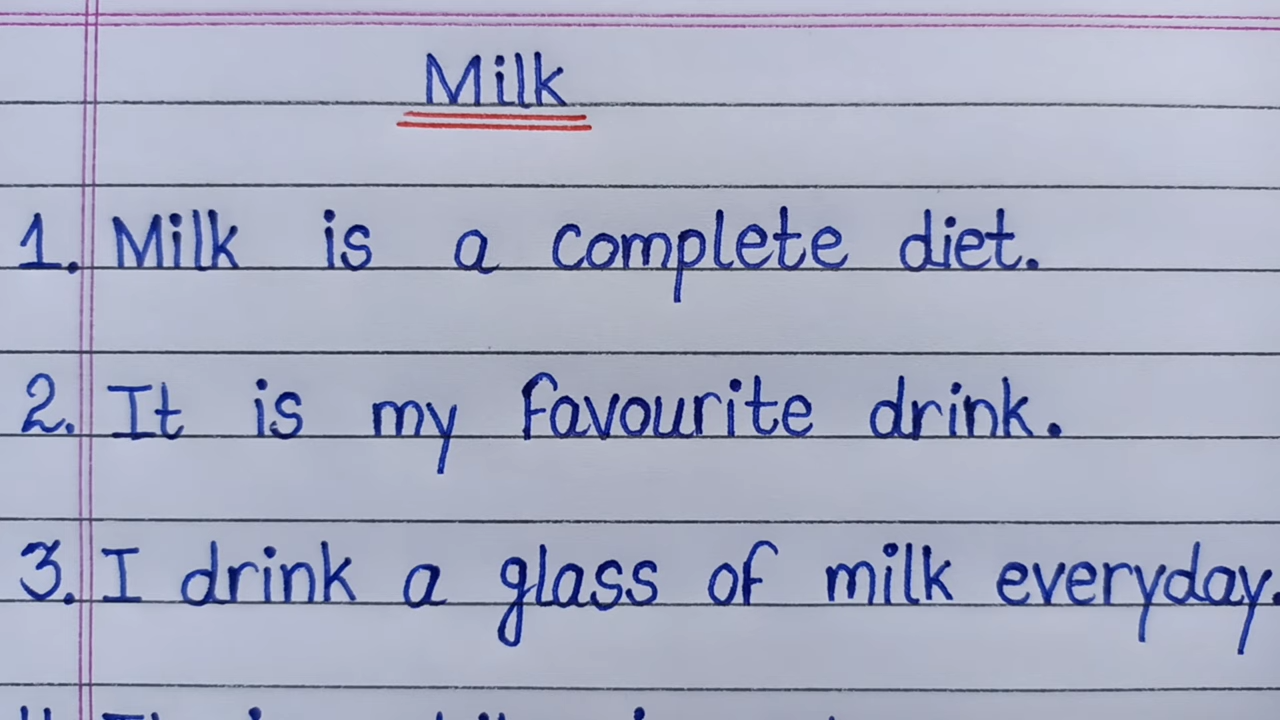 Milk
1. Milk is a complete diet.
2. It is my favourite drink.
3. I drink a glass of milk everyday.